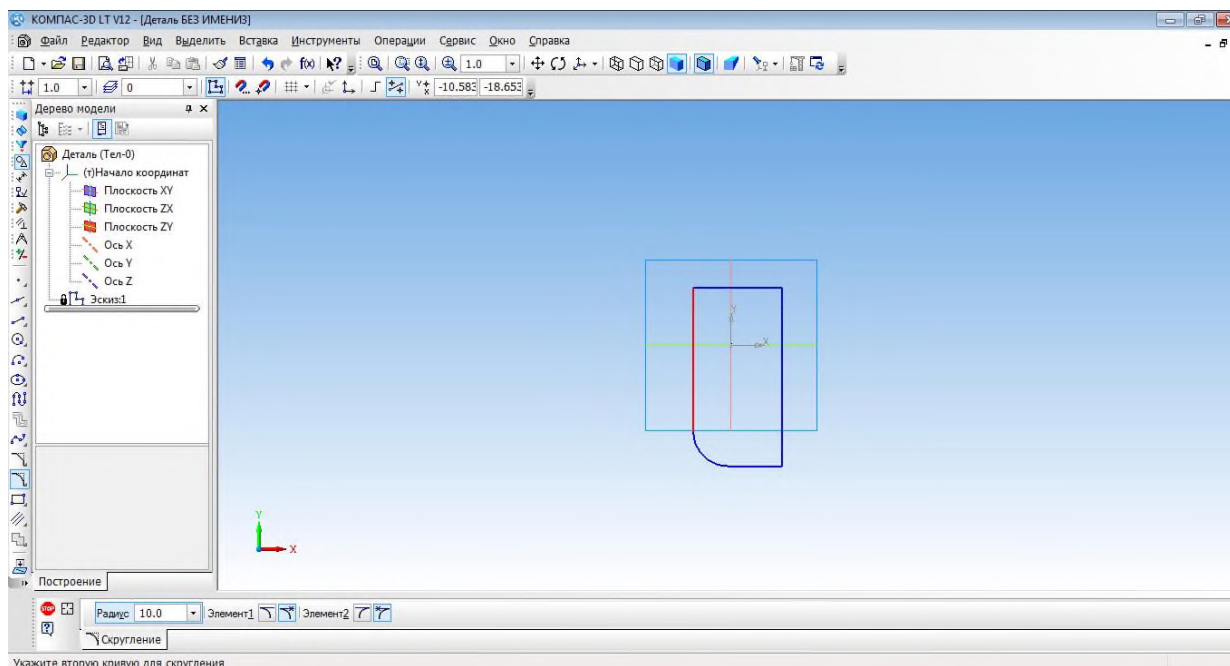 КОМПАС-3D LT V12 - [Деталь БЕЗ ИМЕНИ3]
Файл Редактор Вид Выделить Вставка Инструменты Операции Сервис Окно Справка
1.0
1.0 0 -10.583 -18.653
Дерево модели
Деталь (Тел-0)
(т)Начало координат
Плоскость XY
Плоскость ZX
Плоскость ZY
Ось X
Ось Y
Ось Z
Эскиз:1
Y
X
Y
X
Построение
Радиус 10.0 Элемент1 Элемент2
Скругление
Укажите вторую кривую для скругления